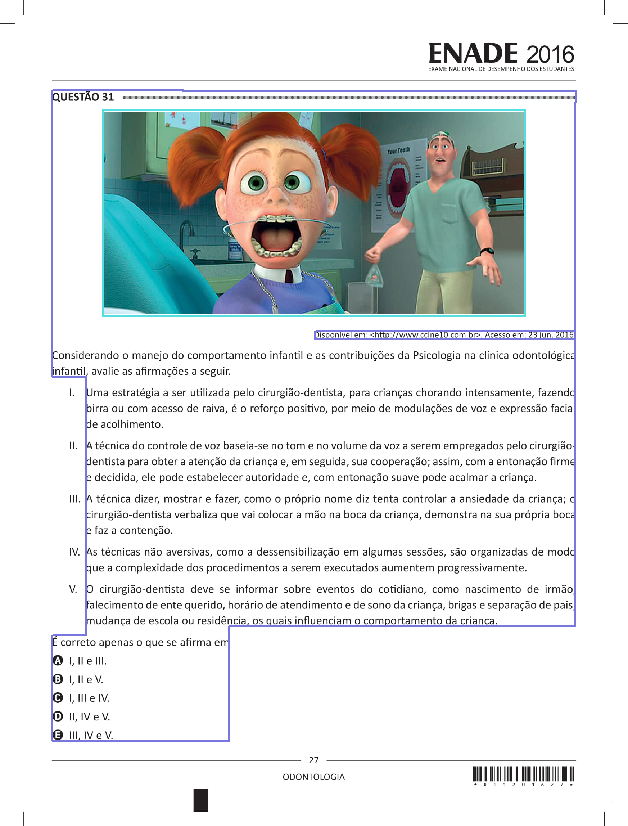 ENADE 2016
EXAME NACIONAL DE DESEMPENHO DOS ESTUDANTES
QUESTÃO 31
Disponível em: <http://www.ccine10.com.br>. Acesso em: 23 jun. 2016.
Considerando o manejo do comportamento infantil e as contribuições da Psicologia na clínica odontológica
infantil, avalie as afirmações a seguir.
I. Uma estratégia a ser utilizada pelo cirurgião-dentista, para crianças chorando intensamente, fazendo
birra ou com acesso de raiva, é o reforço positivo, por meio de modulações de voz e expressão facial
de acolhimento.
II. A técnica do controle de voz baseia-se no tom e no volume da voz a serem empregados pelo cirurgião-
dentista para obter a atenção da criança e, em seguida, sua cooperação; assim, com a entonação firme
e decidida, ele pode estabelecer autoridade e, com entonação suave pode acalmar a criança.
III. A técnica dizer, mostrar e fazer, como o próprio nome diz tenta controlar a ansiedade da criança; o
cirurgião-dentista verbaliza que vai colocar a mão na boca da criança, demonstra na sua própria boca
e faz a contenção.
IV. As técnicas não aversivas, como a dessensibilização em algumas sessões, são organizadas de modo
que a complexidade dos procedimentos a serem executados aumentem progressivamente.
V. O cirurgião-dentista deve se informar sobre eventos do cotidiano, como nascimento de irmão,
falecimento de ente querido, horário de atendimento e de sono da criança, brigas e separação de pais,
mudança de escola ou residência, os quais influenciam o comportamento da criança.
É correto apenas o que se afirma em
A I, II e III.
B I, II e V.
C I, III e IV.
D II, IV e V.
E III, IV e V.
27
ODONTOLOGIA